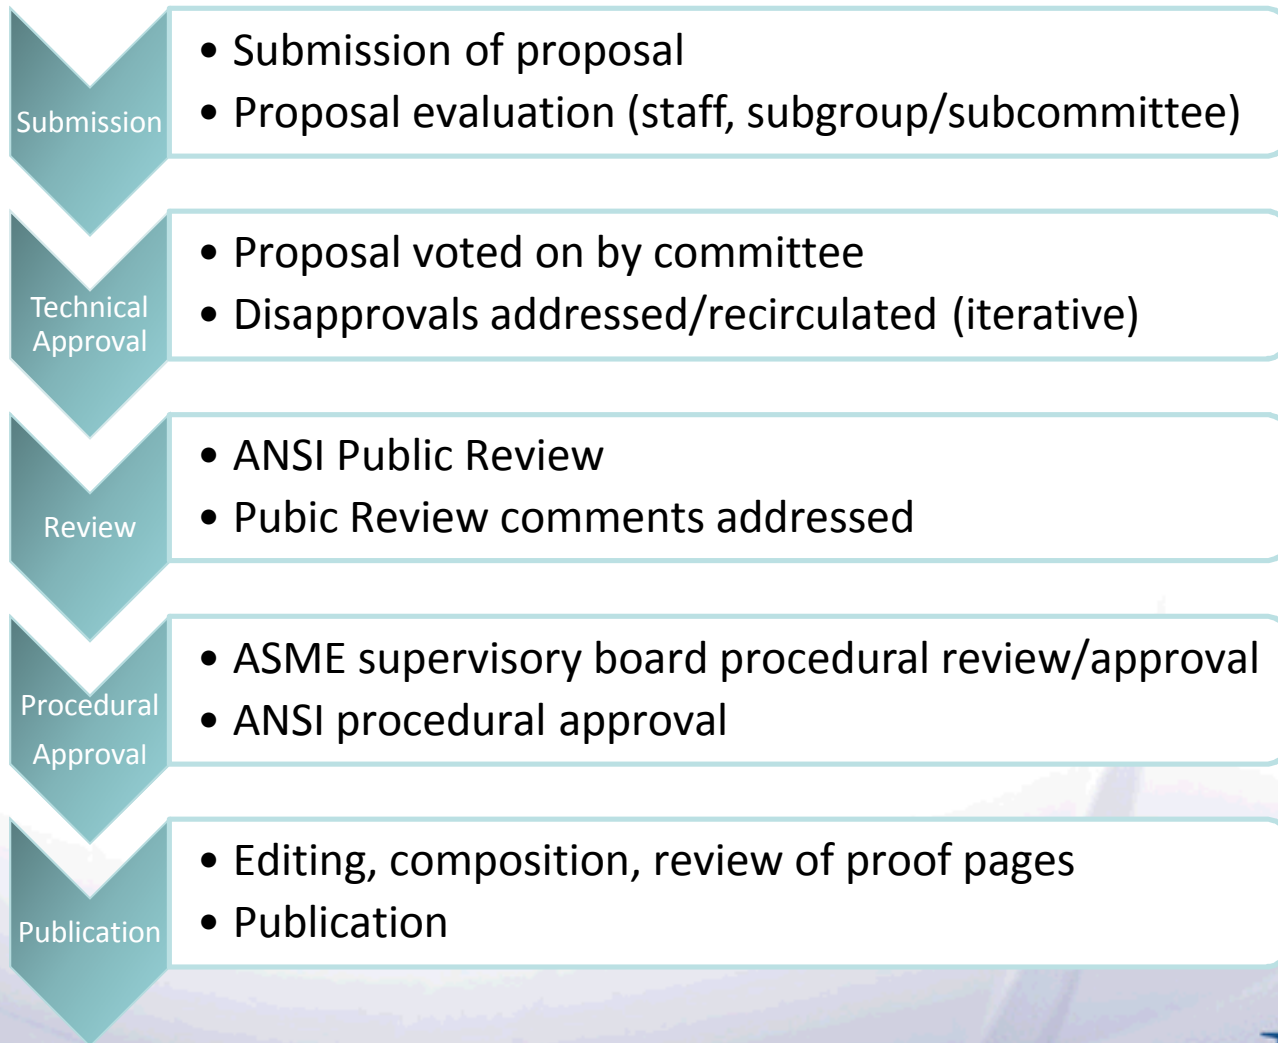 Submission
• Submission of proposal
• Proposal evaluation (staff, subgroup/subcommittee)
Technical
Approval
• Proposal voted on by committee
• Disapprovals addressed/recirculated (iterative)
Review
• ANSI Public Review
• Pubic Review comments addressed
Procedural
Approval
• ASME supervisory board procedural review/approval
• ANSI procedural approval
Publication
• Editing, composition, review of proof pages
• Publication